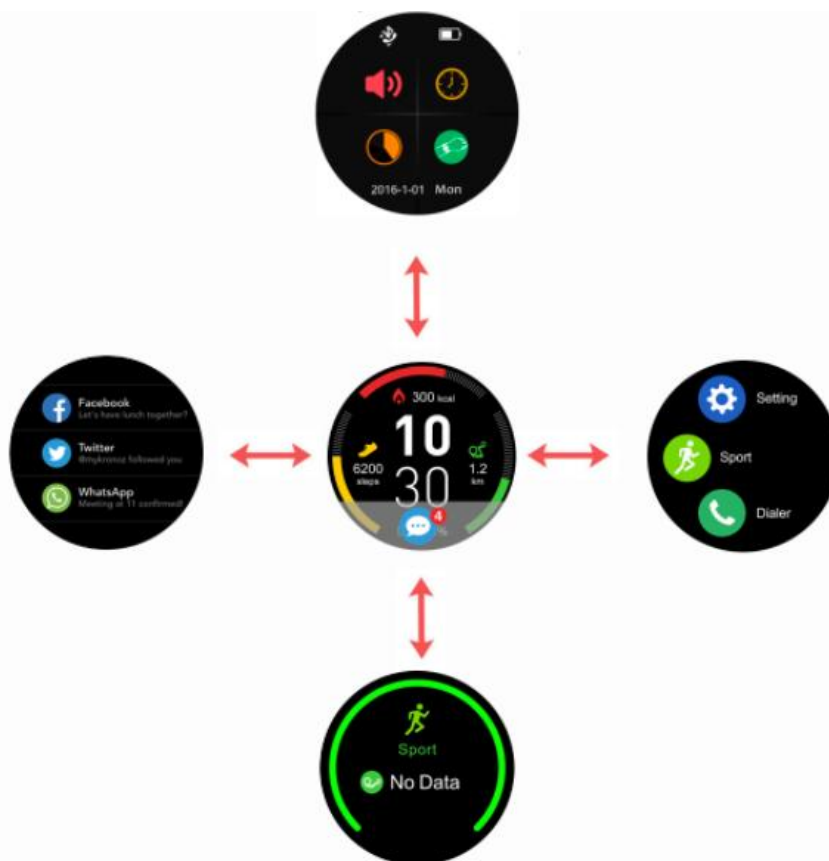 2016-1-01 Mon
Facebook
Let's have lunch together?
Twitter
@mykronoz followed you
WhatsApp
Meeting at 11 confirmed!
300 kcal
10
30
6200
steps
1.2
km
4
%
Setting
Sport
Dialer
Sport
No Data